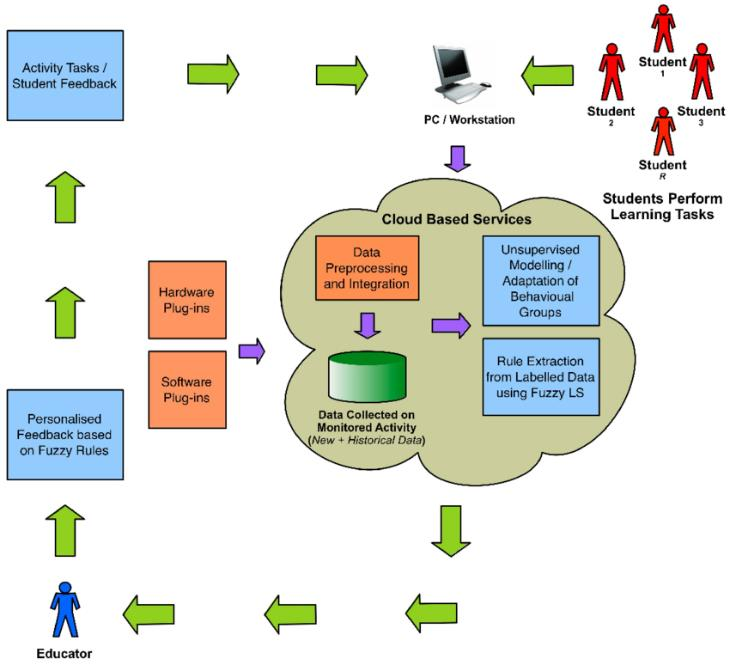 Activity Tasks /
Student Feedback
PC / Workstation
Student
1
Student
2
Student
3
Student
R
Students Perform
Learning Tasks
Cloud Based Services
Data
Preprocessing
and Integration
Unsupervised
Modelling /
Adaptation of
Behavioual
Groups
Hardware
Plug-ins
Software
Plug-ins
Rule Extraction
from Labelled Data
using Fuzzy LS
Data Collected on
Monitored Activity
(New + Historical Data)
Personalised
Feedback based
on Fuzzy Rules
Educator